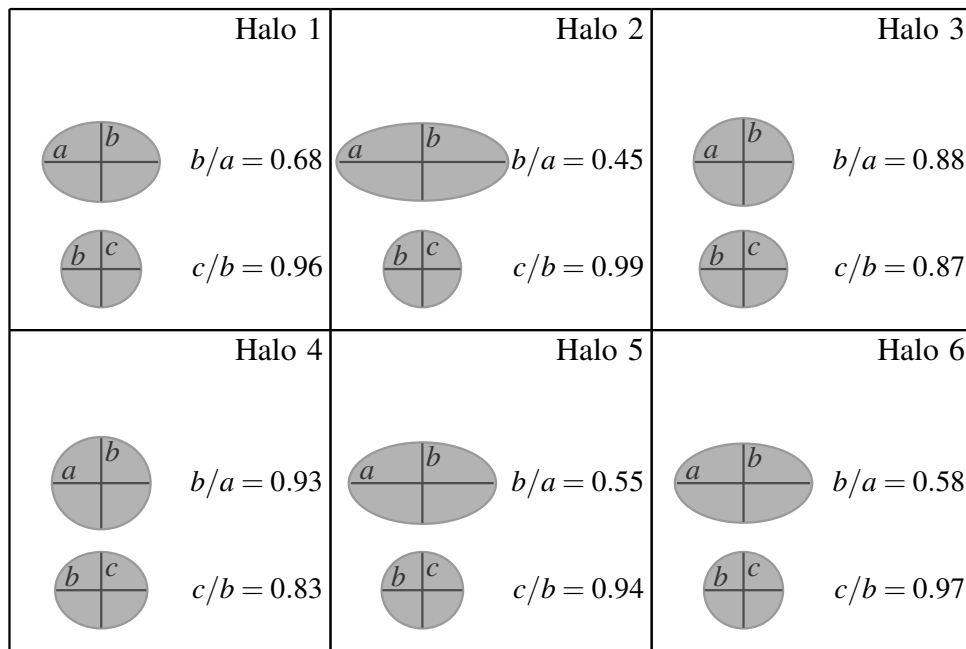 Halo 1
a b
b/a = 0.68
b c
c/b = 0.96
Halo 2
a b
b/a = 0.45
b c
c/b = 0.99
Halo 3
a b
b/a = 0.88
b c
c/b = 0.87
Halo 4
a b
b/a = 0.93
b c
c/b = 0.83
Halo 5
a b
b/a = 0.55
b c
c/b = 0.94
Halo 6
a b
b/a = 0.58
b c
c/b = 0.97